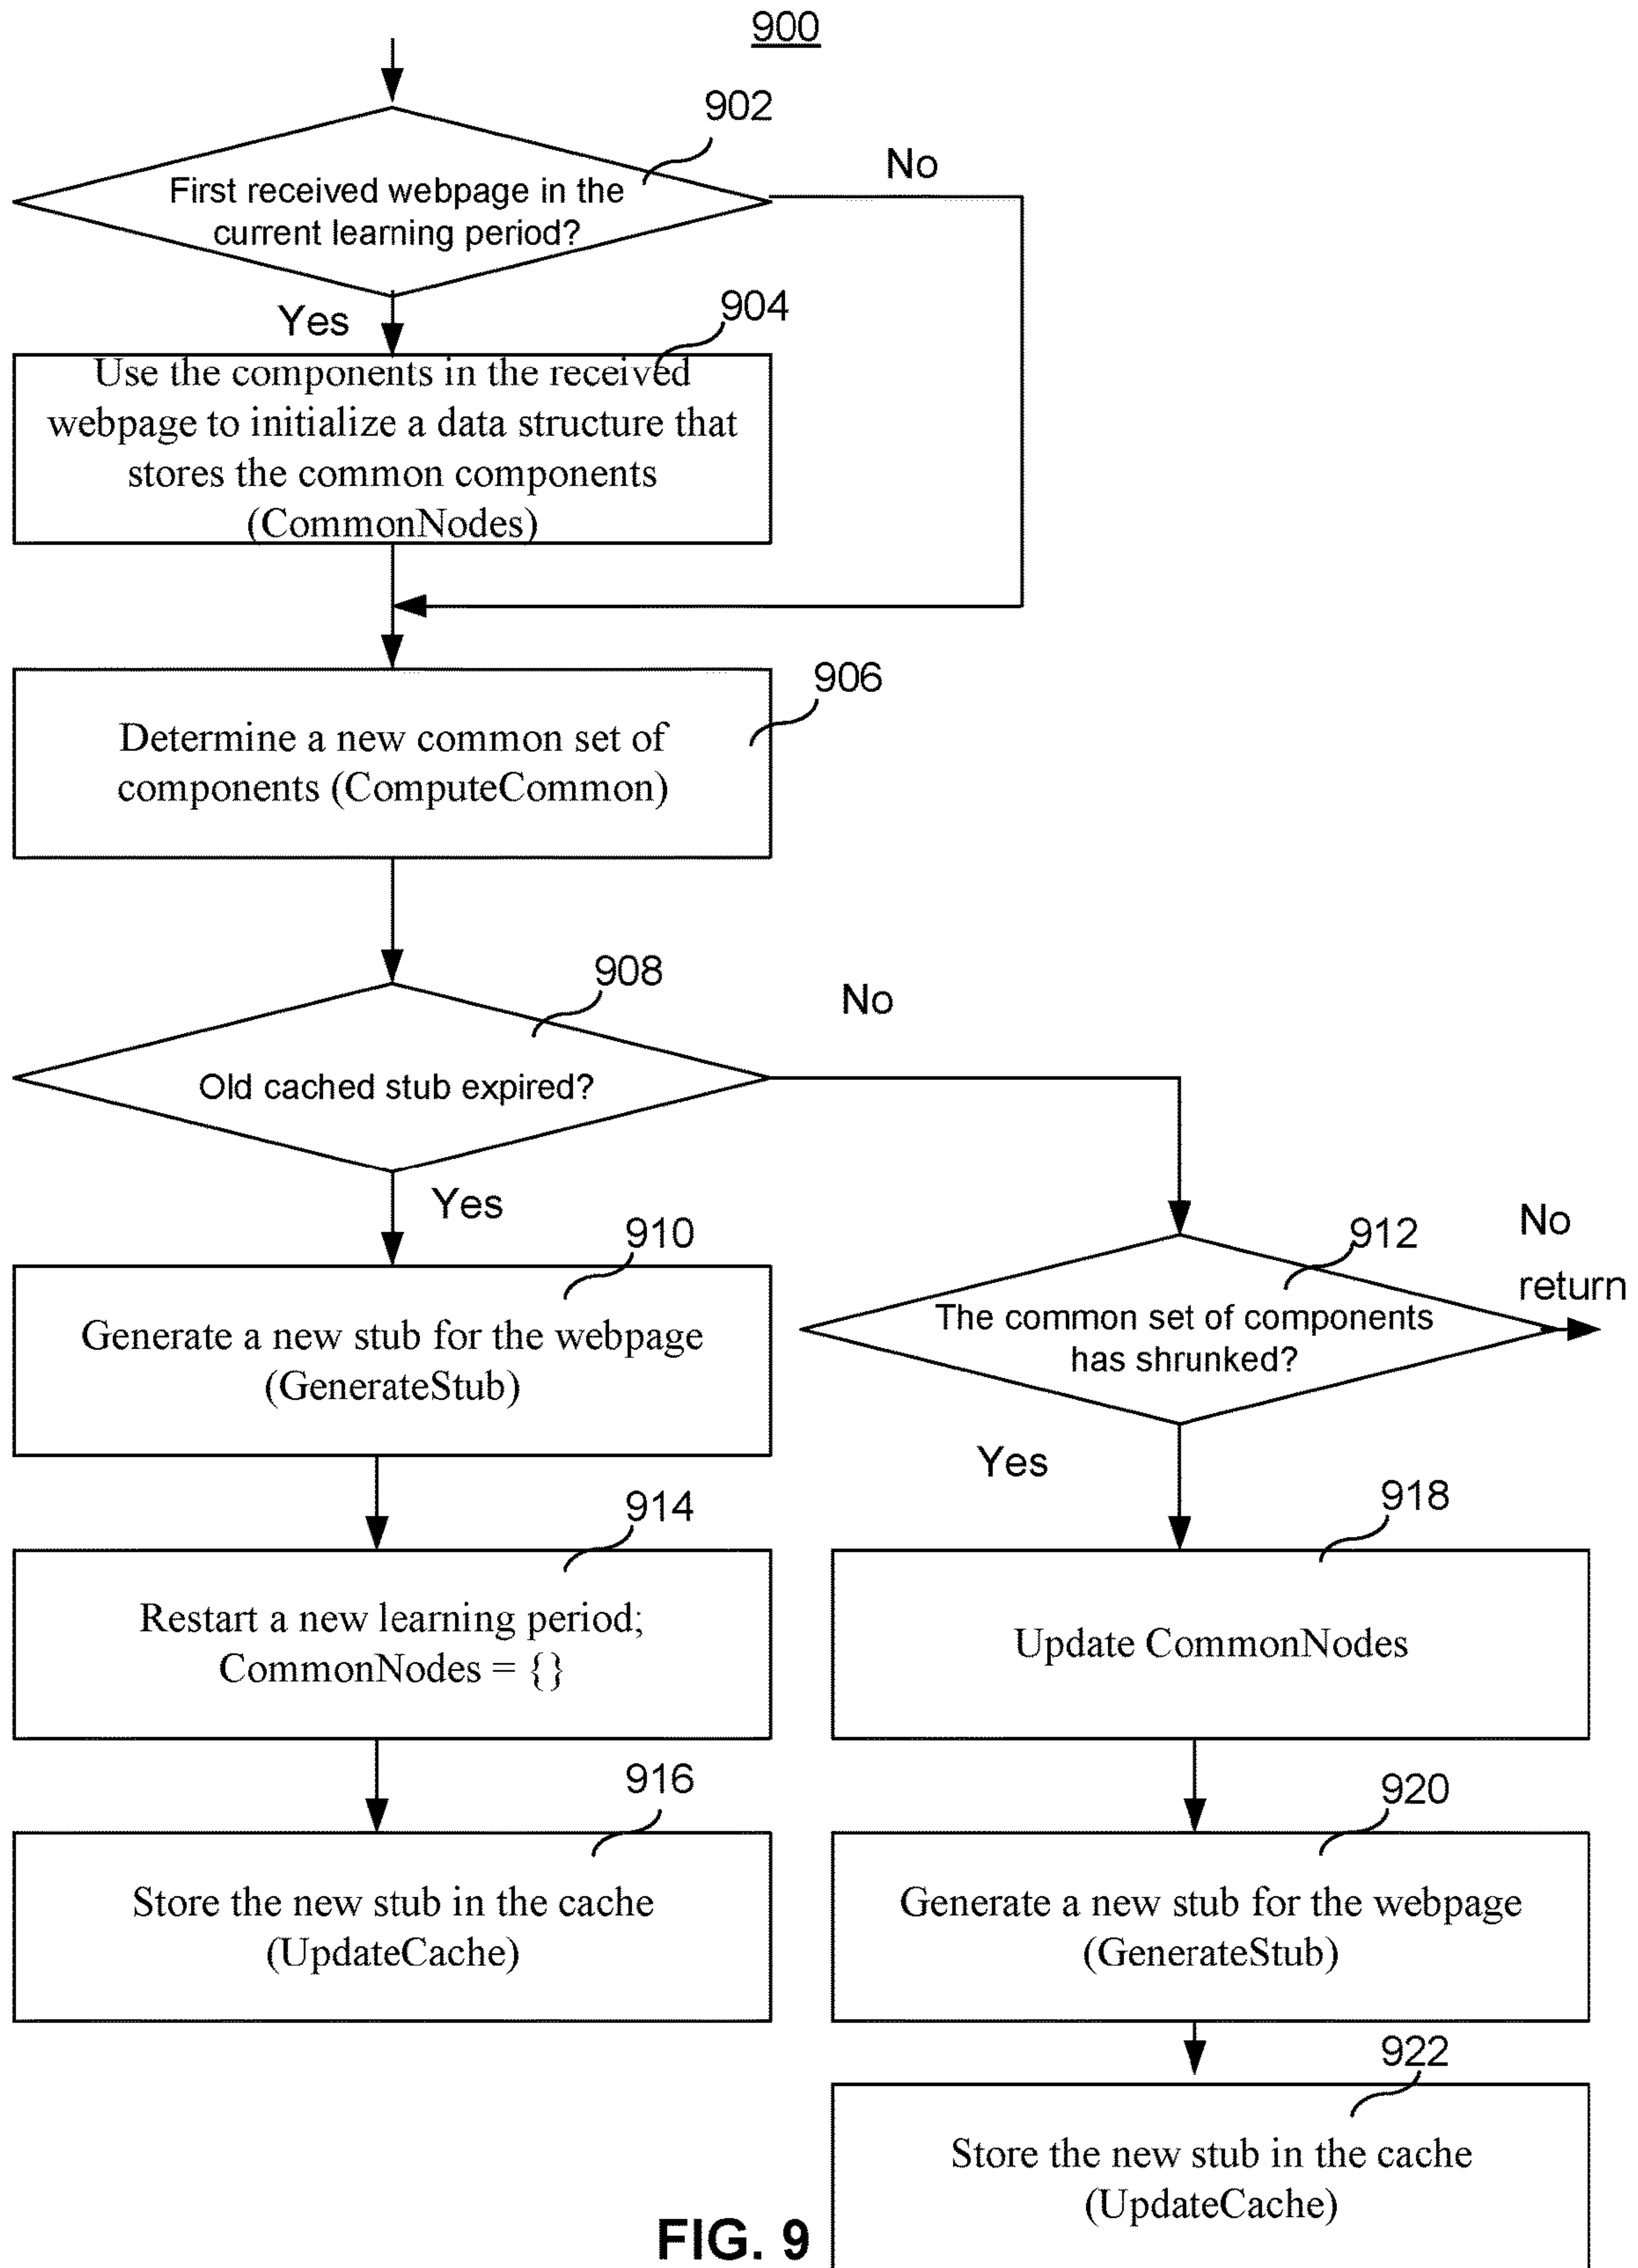 900
902
First received webpage in the
current learning period?
No
Yes
904
Use the components in the received
webpage to initialize a data structure that
stores the common components
(CommonNodes)
906
Determine a new common set of
components (ComputeCommon)
908
Old cached stub expired?
No
Yes
910
Generate a new stub for the webpage
(GenerateStub)
912
The common set of components
has shrunked?
No
return
Yes
914
Restart a new learning period;
CommonNodes = {}
918
Update CommonNodes
916
Store the new stub in the cache
(UpdateCache)
920
Generate a new stub for the webpage
(GenerateStub)
922
Store the new stub in the cache
(UpdateCache)
FIG. 9